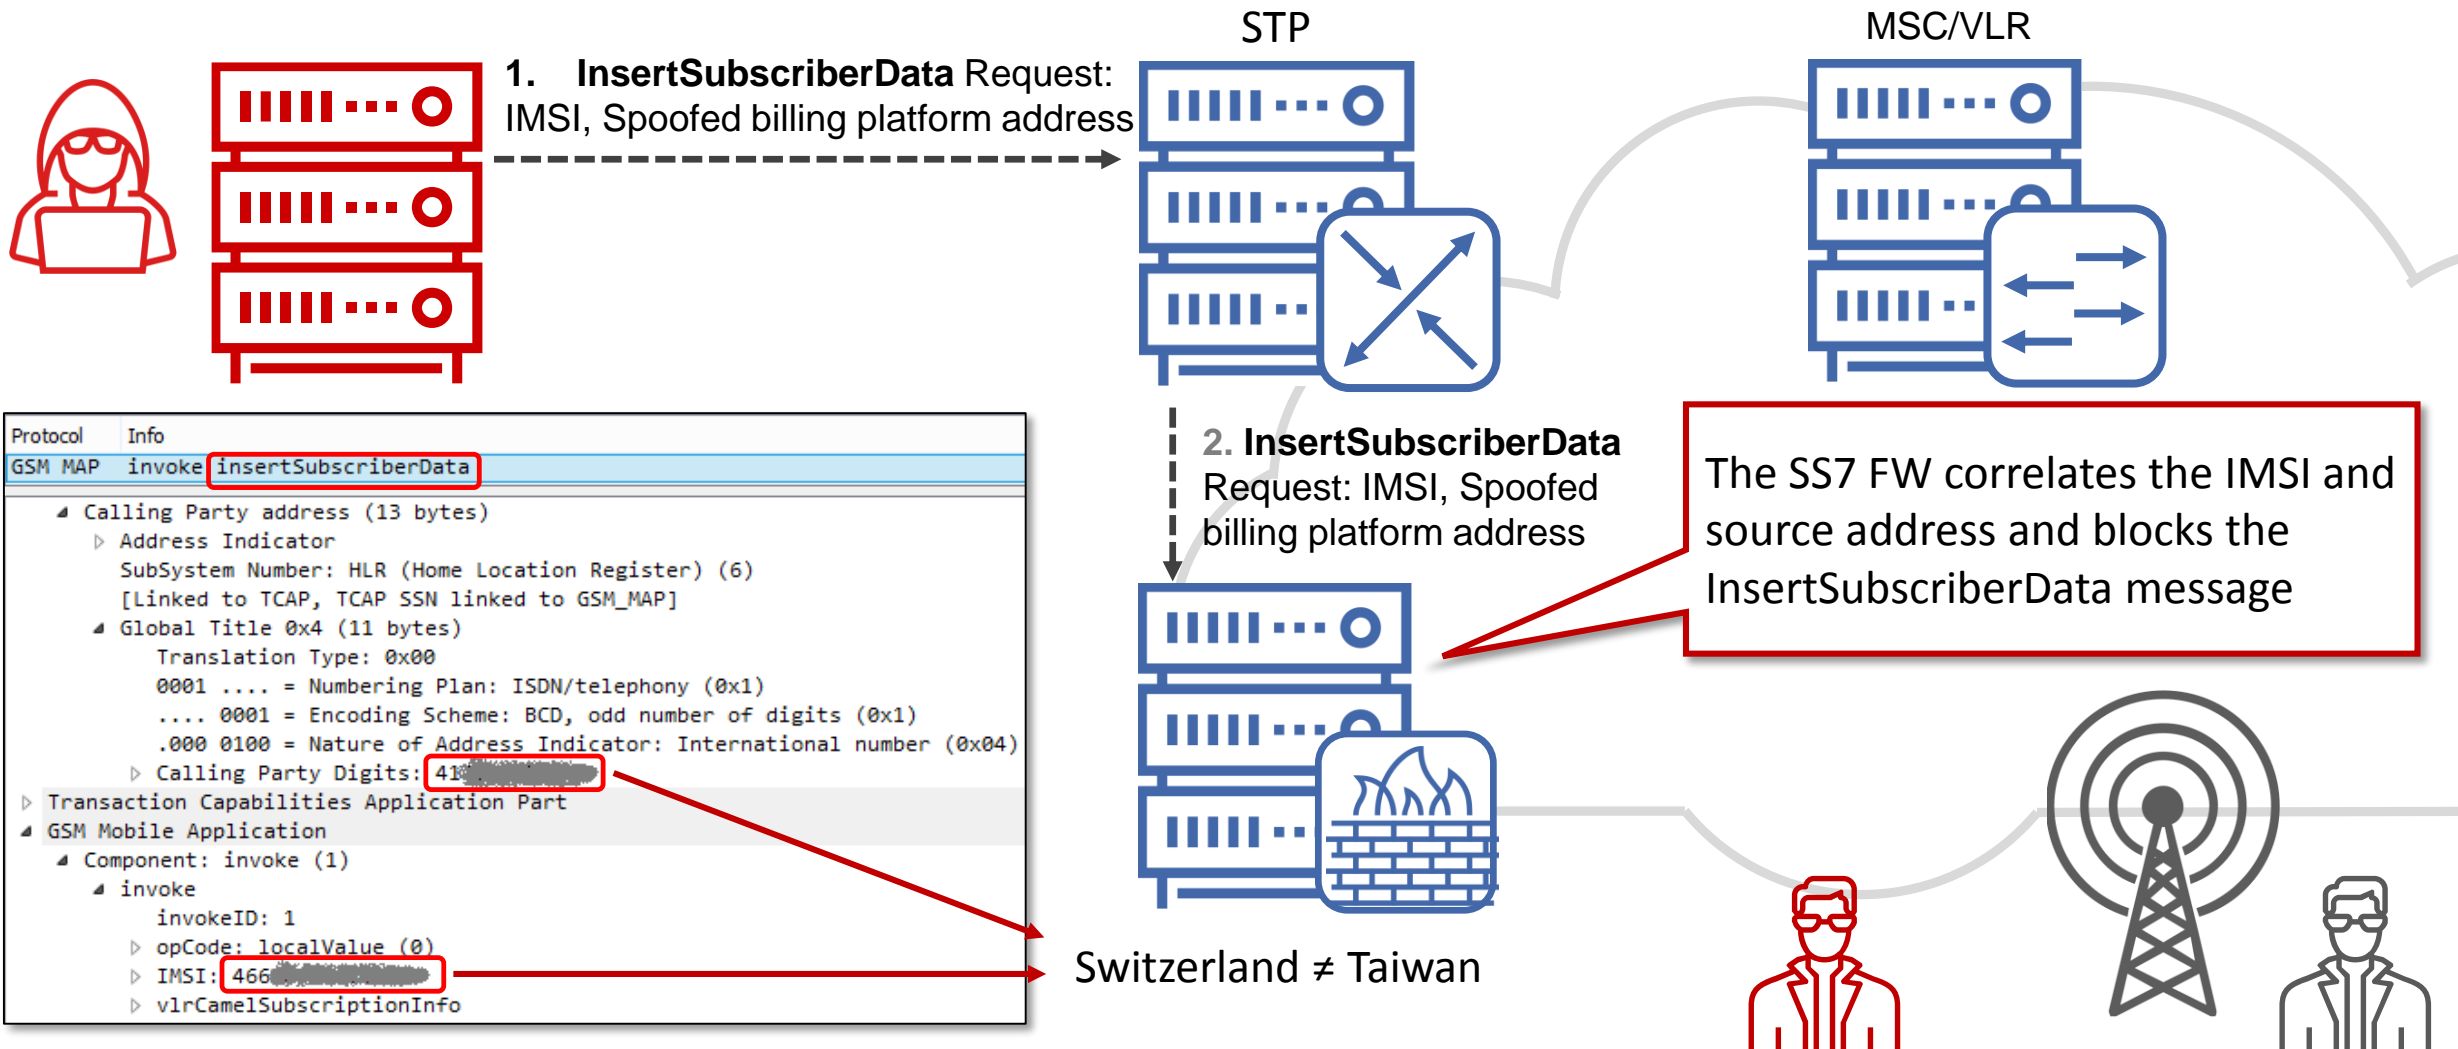 STP
MSC/VLR
1. InsertSubscriberData Request:
IMSI, Spoofed billing platform address
Protocol Info
GSM MAP invoke insertSubscriberData
Calling Party address (13 bytes)
Address Indicator
SubSystem Number: HLR (Home Location Register) (6)
[Linked to TCAP, TCAP SSN linked to GSM_MAP]
Global Title 0x4 (11 bytes)
Translation Type: 0x00
0001 .... = Numbering Plan: ISDN/telephony (0x1)
.... 0001 = Encoding Scheme: BCD, odd number of digits (0x1)
.000 0100 = Nature of Address Indicator: International number (0x04)
Calling Party Digits: 41
Transaction Capabilities Application Part
GSM Mobile Application
Component: invoke (1)
invoke
invokeID: 1
opCode: localValue (0)
IMSI: 466
vlrCamelSubscriptionInfo
2. InsertSubscriberData
Request: IMSI, Spoofed
billing platform address
The SS7 FW correlates the IMSI and
source address and blocks the
InsertSubscriberData message
Switzerland ≠ Taiwan